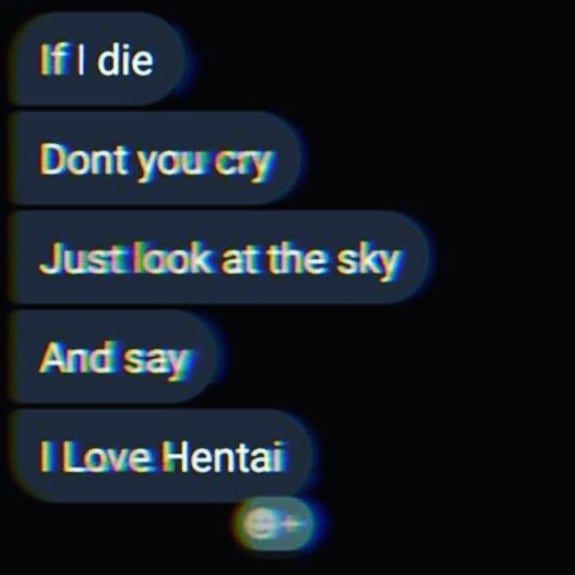 If I die
Dont you cry
Just look at the sky
And say
I Love Hentai